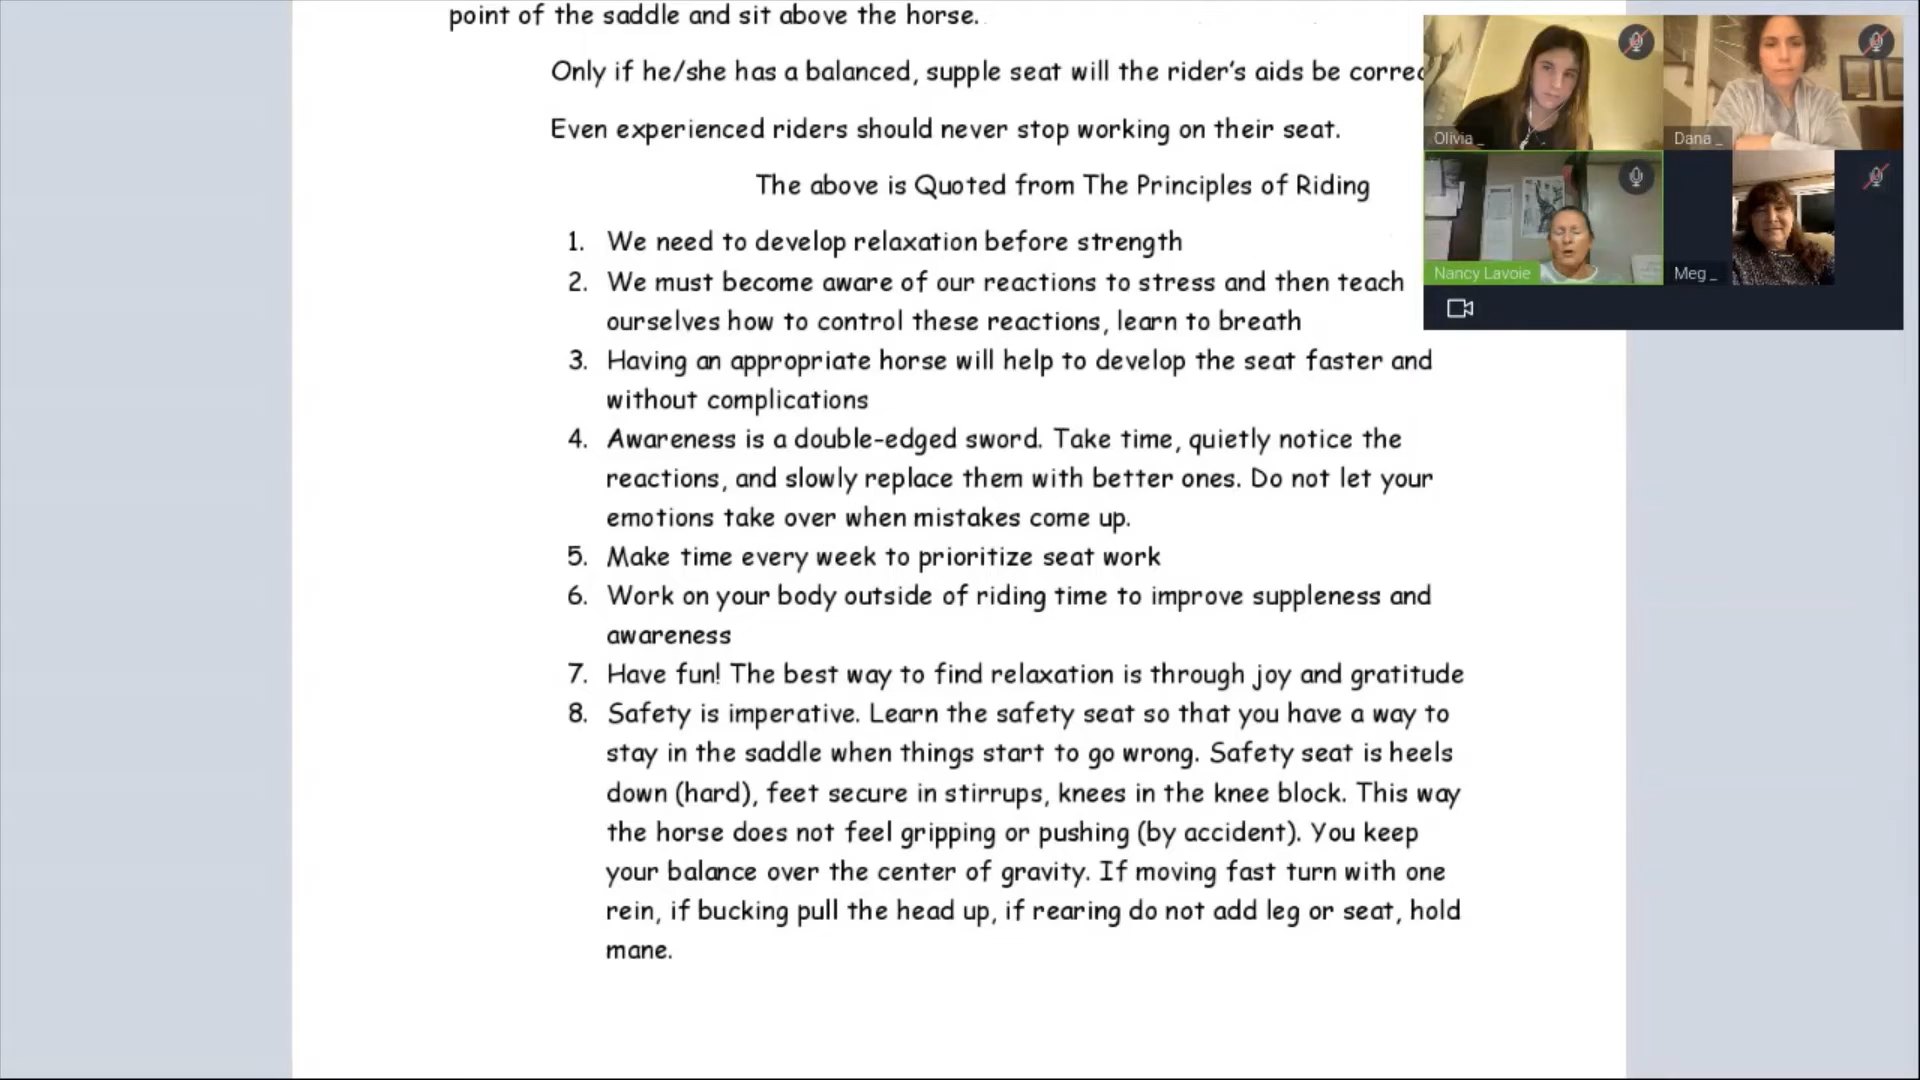 point of the saddle and sit above the horse.
Only if he/she has a balanced, supple seat will the rider's aids be correc
Even experienced riders should never stop working on their seat.
The above is Quoted from The Principles of Riding
1. We need to develop relaxation before strength
2. We must become aware of our reactions to stress and then teach
ourselves how to control these reactions, learn to breath
3. Having an appropriate horse will help to develop the seat faster and
without complications
4. Awareness is a double-edged sword. Take time, quietly notice the
reactions, and slowly replace them with better ones. Do not let your
emotions take over when mistakes come up.
5. Make time every week to prioritize seat work
6. Work on your body outside of riding time to improve suppleness and
awareness
7. Have fun! The best way to find relaxation is through joy and gratitude
8. Safety is imperative. Learn the safety seat so that you have a way to
stay in the saddle when things start to go wrong. Safety seat is heels
down (hard), feet secure in stirrups, knees in the knee block. This way
the horse does not feel gripping or pushing (by accident). You keep
your balance over the center of gravity. If moving fast turn with one
rein, if bucking pull the head up, if rearing do not add leg or seat, hold
mane.
Olivia _
Dana _
Nancy Lavoie
Meg _